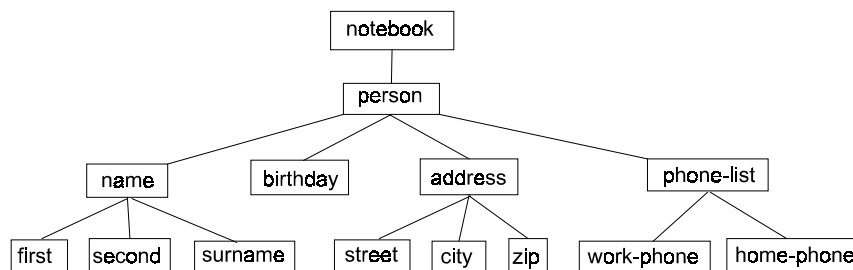 notebook
person
name
birthday
address
phone-list
first
second
surname
street
city
zip
work-phone
home-phone